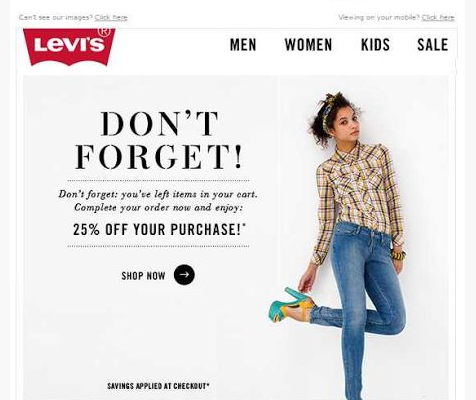 Can't see our images? Click here
Viewing on your mobile? Click here
LEVI'S®
MEN WOMEN KIDS SALE
DON'T
FORGET!
Don't forget: you've left items in your cart.
Complete your order now and enjoy:
25% OFF YOUR PURCHASE!*
SHOP NOW
SAVINGS APPLIED AT CHECKOUT*